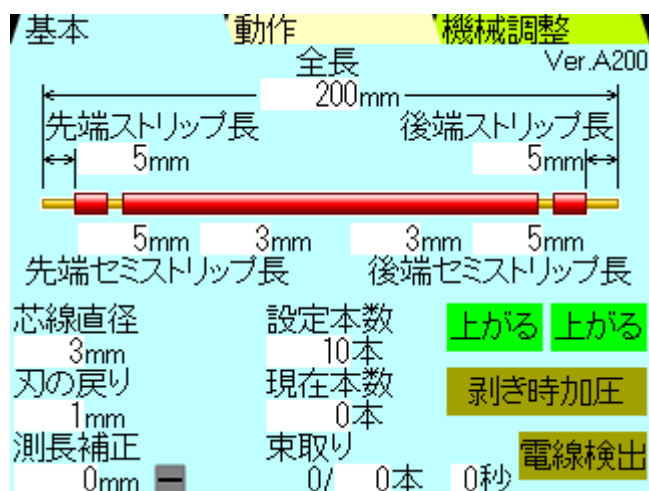 基本 動作 機械調整
全長 Ver.A200
200mm
先端ストリップ長 後端ストリップ長
5mm 5mm
5mm 3mm 3mm 5mm
先端セミストリップ長 後端セミストリップ長
芯線直径 設定本数 上がる 上がる
3mm 10本
刃の戻り 現在本数 剥ぎ時加圧
1mm 0本
測長補正 束取り 電線検出
0mm ー 0/ 0本 0秒